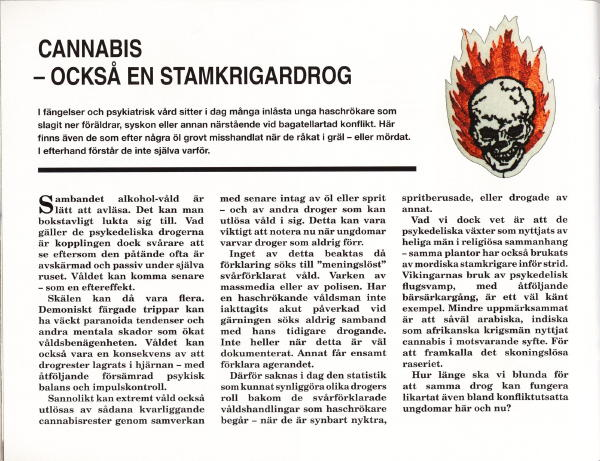 CANNABIS
– OCKSÅ EN STAMKRIGARDROG
I fängelser och psykiatrisk vård sitter i dag många inlåsta unga haschrökare som
slagit ner föräldrar, syskon eller annan närstående vid bagatellartad konflikt. Här
finns även de som efter några öl grovt misshandlat när de råkat i gräl – eller mördat.
I efterhand förstår de inte själva varför.
Sambandet alkohol-våld är
lätt att avläsa. Det kan man
bokstavligt lukta sig till. Vad
gäller de psykedeliska drogerna
är kopplingen dock svårare att
se eftersom den påtände ofta är
avskärmad och passiv under själva
ruset. Våldet kan komma senare
– som en eftereffekt.
Skälen kan då vara flera.
Demoniskt färgade trippar kan
ha väckt paranoida tendenser och
andra mentala skador som ökat
våldsbenägenheten. Våldet kan
också vara en konsekvens av att
drogrester lagrats i hjärnan – med
åtföljande försämrad psykisk
balans och impulskontroll.
Sannolikt kan extremt våld också
utlösas av sådana kvarliggande
cannabisrester genom samverkan
med senare intag av öl eller sprit
– och av andra droger som kan
utlösa våld i sig. Detta kan vara
viktigt att notera nu när ungdomar
varvar droger som aldrig förr.
Inget av detta beaktas då
förklaring söks till "meningslöst"
svårförklarat våld. Varken av
massmedia eller av polisen. Har
en haschrökande våldsman inte
iakttagits akut påverkad vid
gärningen söks aldrig samband
med hans tidigare drogande.
Inte heller när detta är väl
dokumenterat. Annat får ensamt
förklara agerandet.
Därför saknas i dag den statistik
som kunnat synliggöra olika drogers
roll bakom de svårförklarade
våldshandlingar som haschrökare
begår – när de är synbart nyktra,
spritberusade, eller drogade av
annat.
Vad vi dock vet är att de
psykedeliska växter som nyttjats av
heliga män i religiösa sammanhang
– samma plantor har också brukats
av mordiska stamkrigare inför strid.
Vikingarnas bruk av psykedelisk
flugsvamp, med åtföljande
bärsärkargång, är ett väl känt
exempel. Mindre uppmärksammat
är att såväl arabiska, indiska
som afrikanska krigsmän nyttjat
cannabis i motsvarande syfte. För
att framkalla det skoningslösa
raseriet.
Hur länge ska vi blunda för
att samma drog kan fungera
likartat även bland konfliktutsatta
ungdomar här och nu?